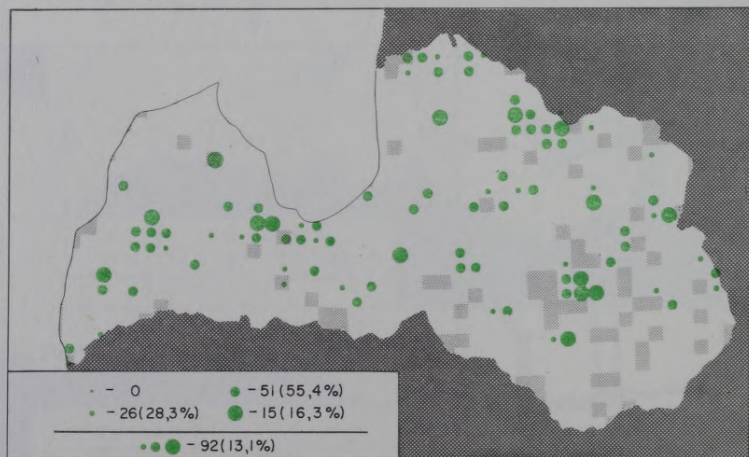 - 0 - 51(55,4%)
- 26(28,3%) - 15(16,3%)
- 92(13,1%)